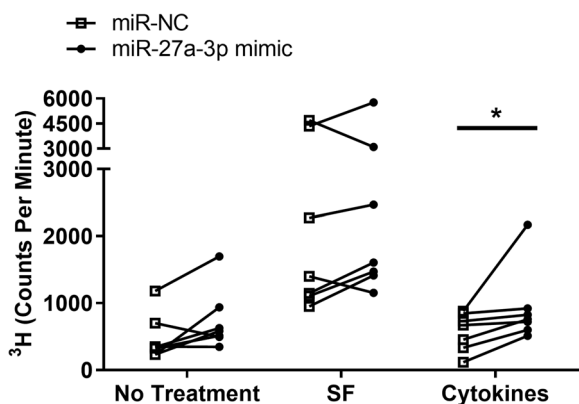 miR-NC
miR-27a-3p mimic
³H (Counts Per Minute)
6000
4500
3000
3000
2000
1000
0
*
No Treatment SF Cytokines